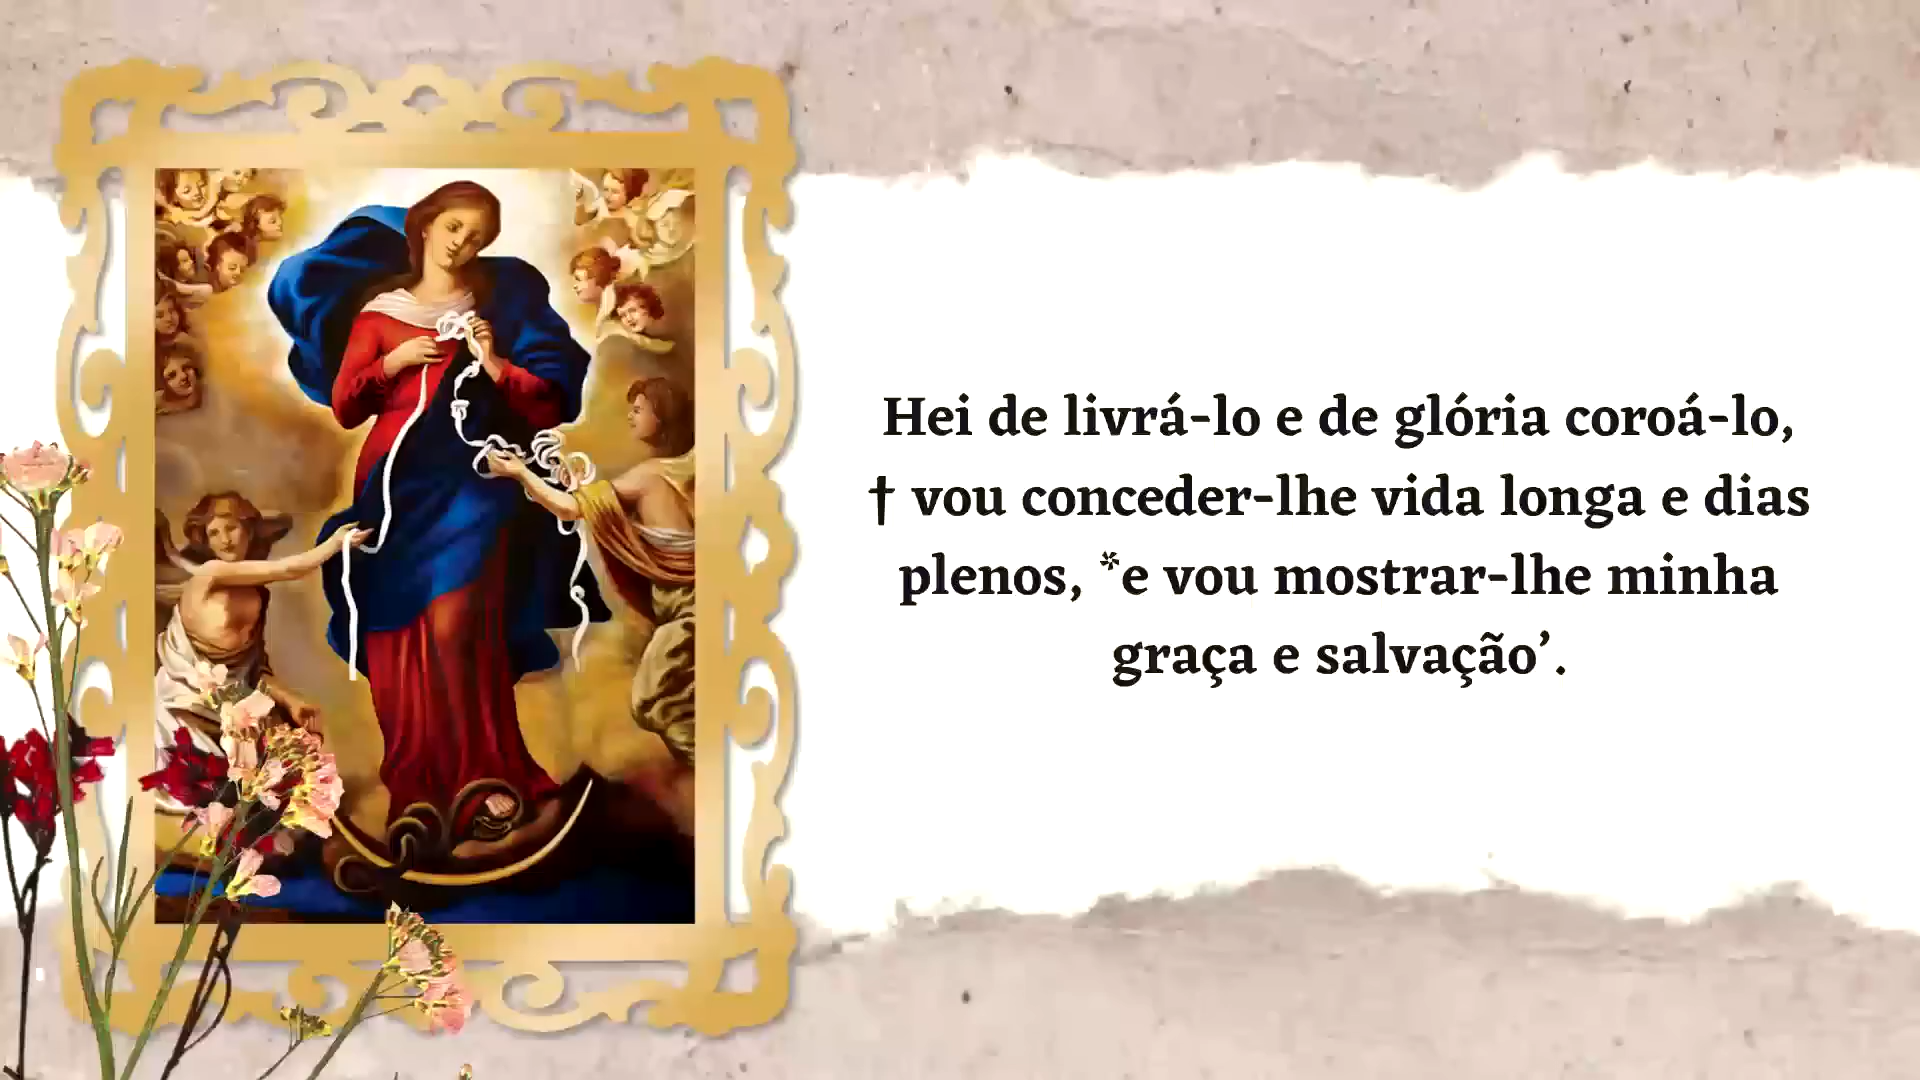 Hei de livrá-lo e de glória coroá-lo,
† vou conceder-lhe vida longa e dias
plenos, *e vou mostrar-lhe minha
graça e salvação’.